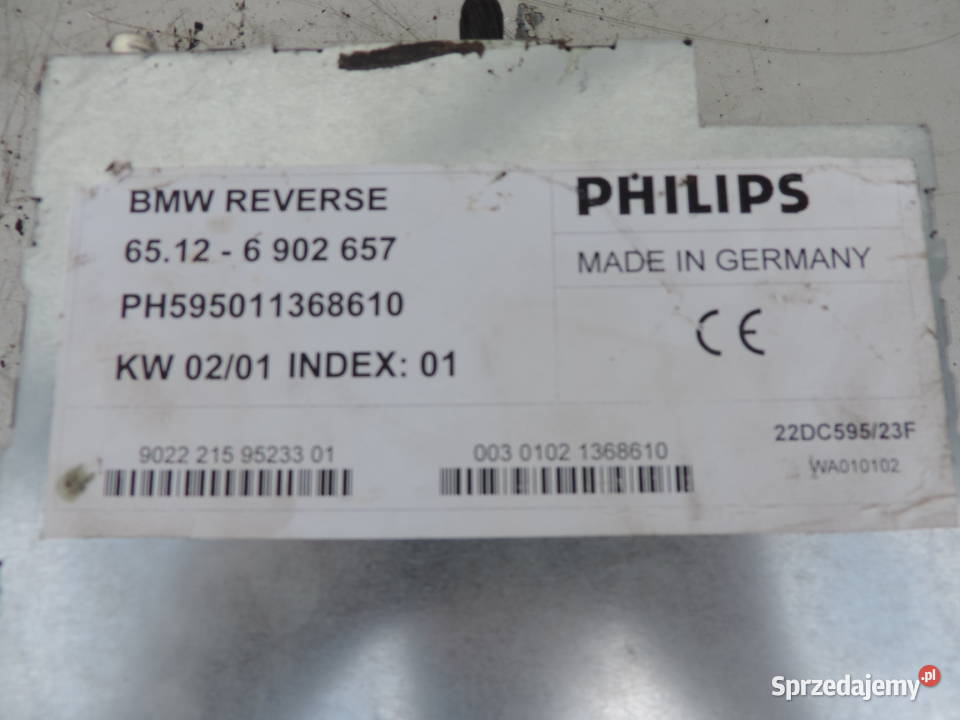 BMW REVERSE
65.12 - 6 902 657
PH595011368610
KW 02/01 INDEX: 01
PHILIPS
MADE IN GERMANY
CE
9022 215 95233 01
003 0102 1368610
22DC595/23F
WA010102
Sprzedajemy.pl